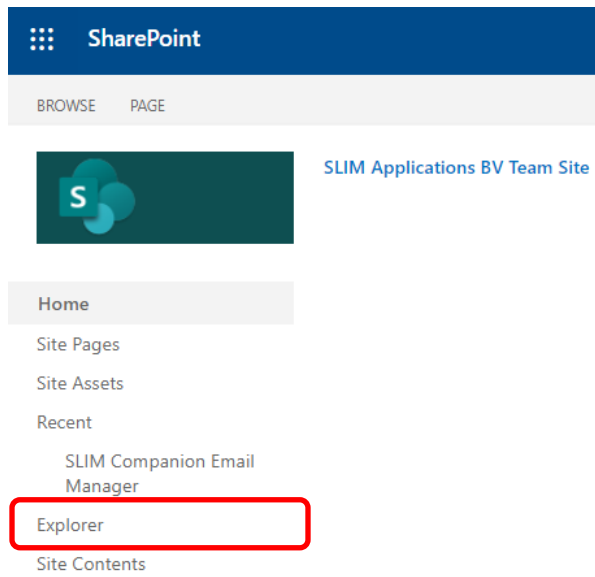 SharePoint
BROWSE PAGE
S
SLIM Applications BV Team Site
Home
Site Pages
Site Assets
Recent
SLIM Companion Email
Manager
Explorer
Site Contents